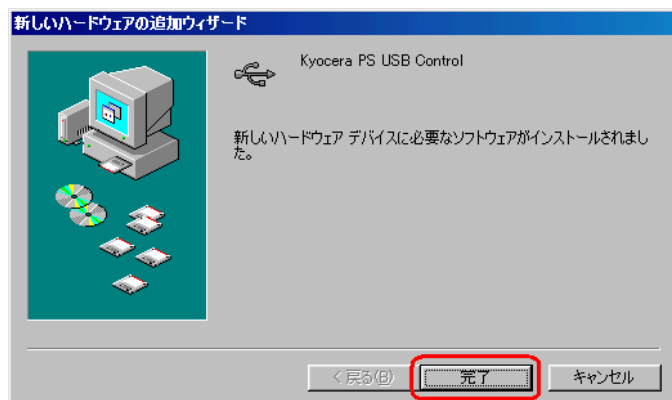 新しいハードウェアの追加ウィザード
Kyocera PS USB Control
新しいハードウェア デバイスに必要なソフトウェアがインストールされまし
た。
< 戻る(B)
完了
キャンセル